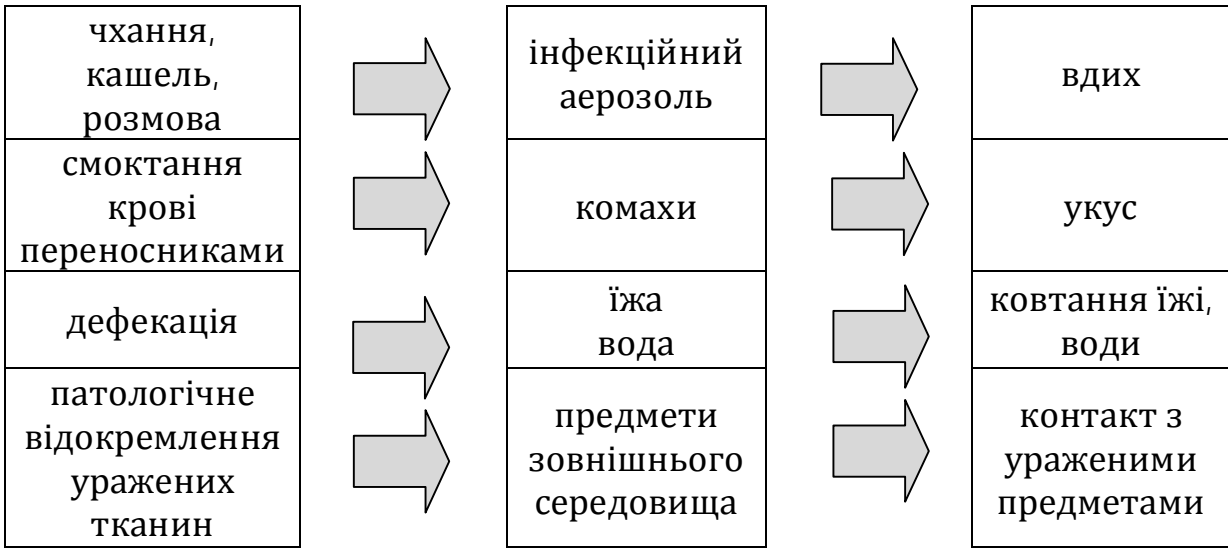 чхання,
кашель,
розмова
інфекційний
аерозоль
вдих
смоктання
крові
переносниками
комахи
укус
дефекація
їжа
вода
ковтання їжі,
води
патологічне
відокремлення
уражених
тканин
предмети
зовнішнього
середовища
контакт з
ураженими
предметами